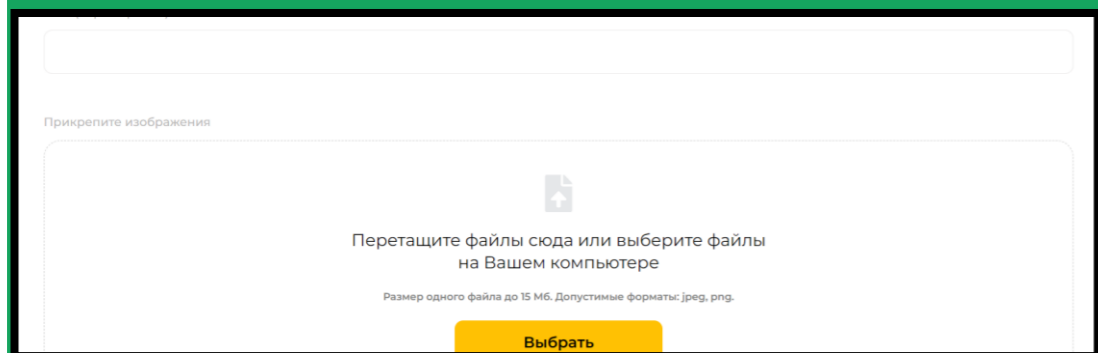 Прикрепите изображения
Перетащите файлы сюда или выберите файлы
на Вашем компьютере
Размер одного файла до 15 Мб. Допустимые форматы: jpeg, png.
Выбрать